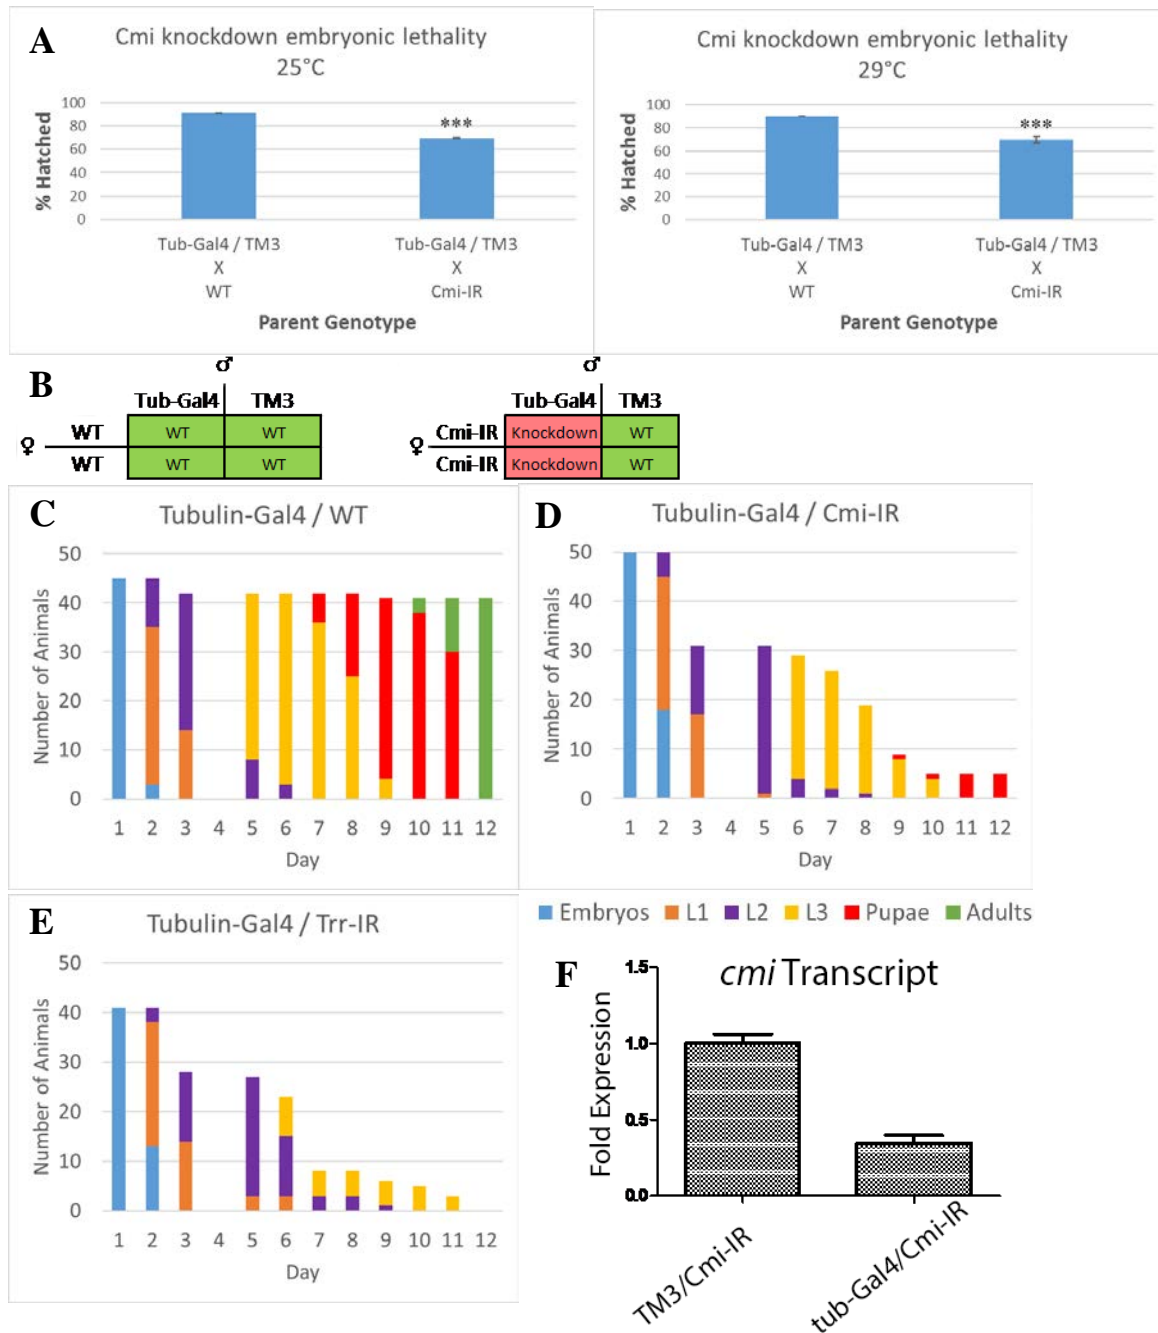 A
Cmi knockdown embryonic lethality
25°C
% Hatched
100
80
60
40
20
0
***
Tub-Gal4 / TM3
X
WT
Tub-Gal4 / TM3
X
Cmi-IR
Parent Genotype
Cmi knockdown embryonic lethality
29°C
% Hatched
100
80
60
40
20
0
***
Tub-Gal4 / TM3
X
WT
Tub-Gal4 / TM3
X
Cmi-IR
Parent Genotype
B
♂
Tub-Gal4 TM3
♀ WT WT WT
WT WT WT
♂
Tub-Gal4 TM3
♀ Cmi-IR Knockdown WT
Cmi-IR Knockdown WT
C
Tubulin-Gal4 / WT
Number of Animals
50
40
30
20
10
0
1 2 3 4 5 6 7 8 9 10 11 12
Day
D
Tubulin-Gal4 / Cmi-IR
Number of Animals
50
40
30
20
10
0
1 2 3 4 5 6 7 8 9 10 11 12
Day
E
Tubulin-Gal4 / Trr-IR
Number of Animals
50
40
30
20
10
0
1 2 3 4 5 6 7 8 9 10 11 12
Day
Embryos L1 L2 L3 Pupae Adults
F
cmi Transcript
Fold Expression
1.5
1.0
0.5
0.0
TM3/Cmi-IR
tub-Gal4/Cmi-IR